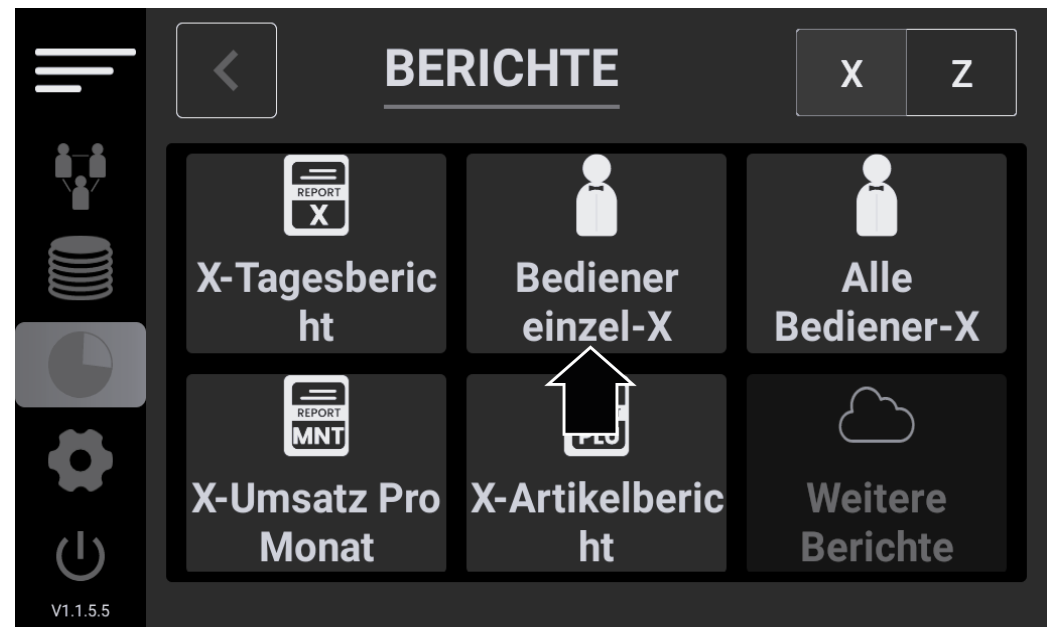 BERICHTE
X
Z
REPORT
X
X-Tagesberic
ht
Bediener
einzel-X
Alle
Bediener-X
REPORT
MNT
X-Umsatz Pro
Monat
X-Artikelberic
ht
Weitere
Berichte
V1.1.5.5